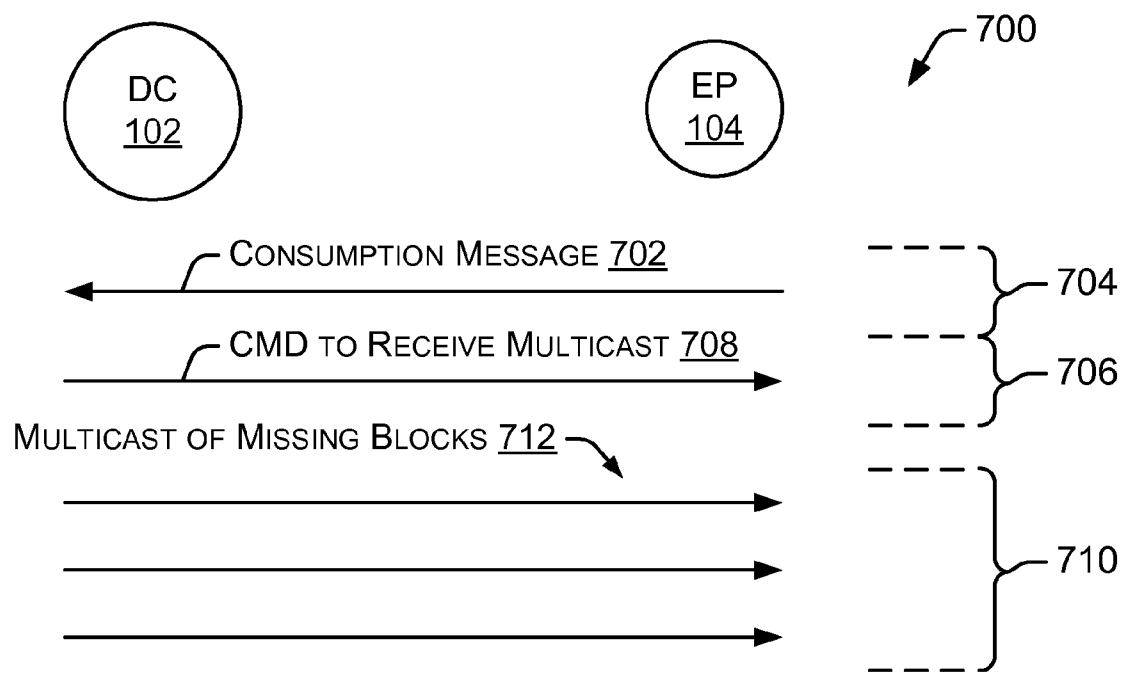 700
DC
102
EP
104
CONSUMPTION MESSAGE 702
704
CMD TO RECEIVE MULTICAST 708
706
MULTICAST OF MISSING BLOCKS 712
710